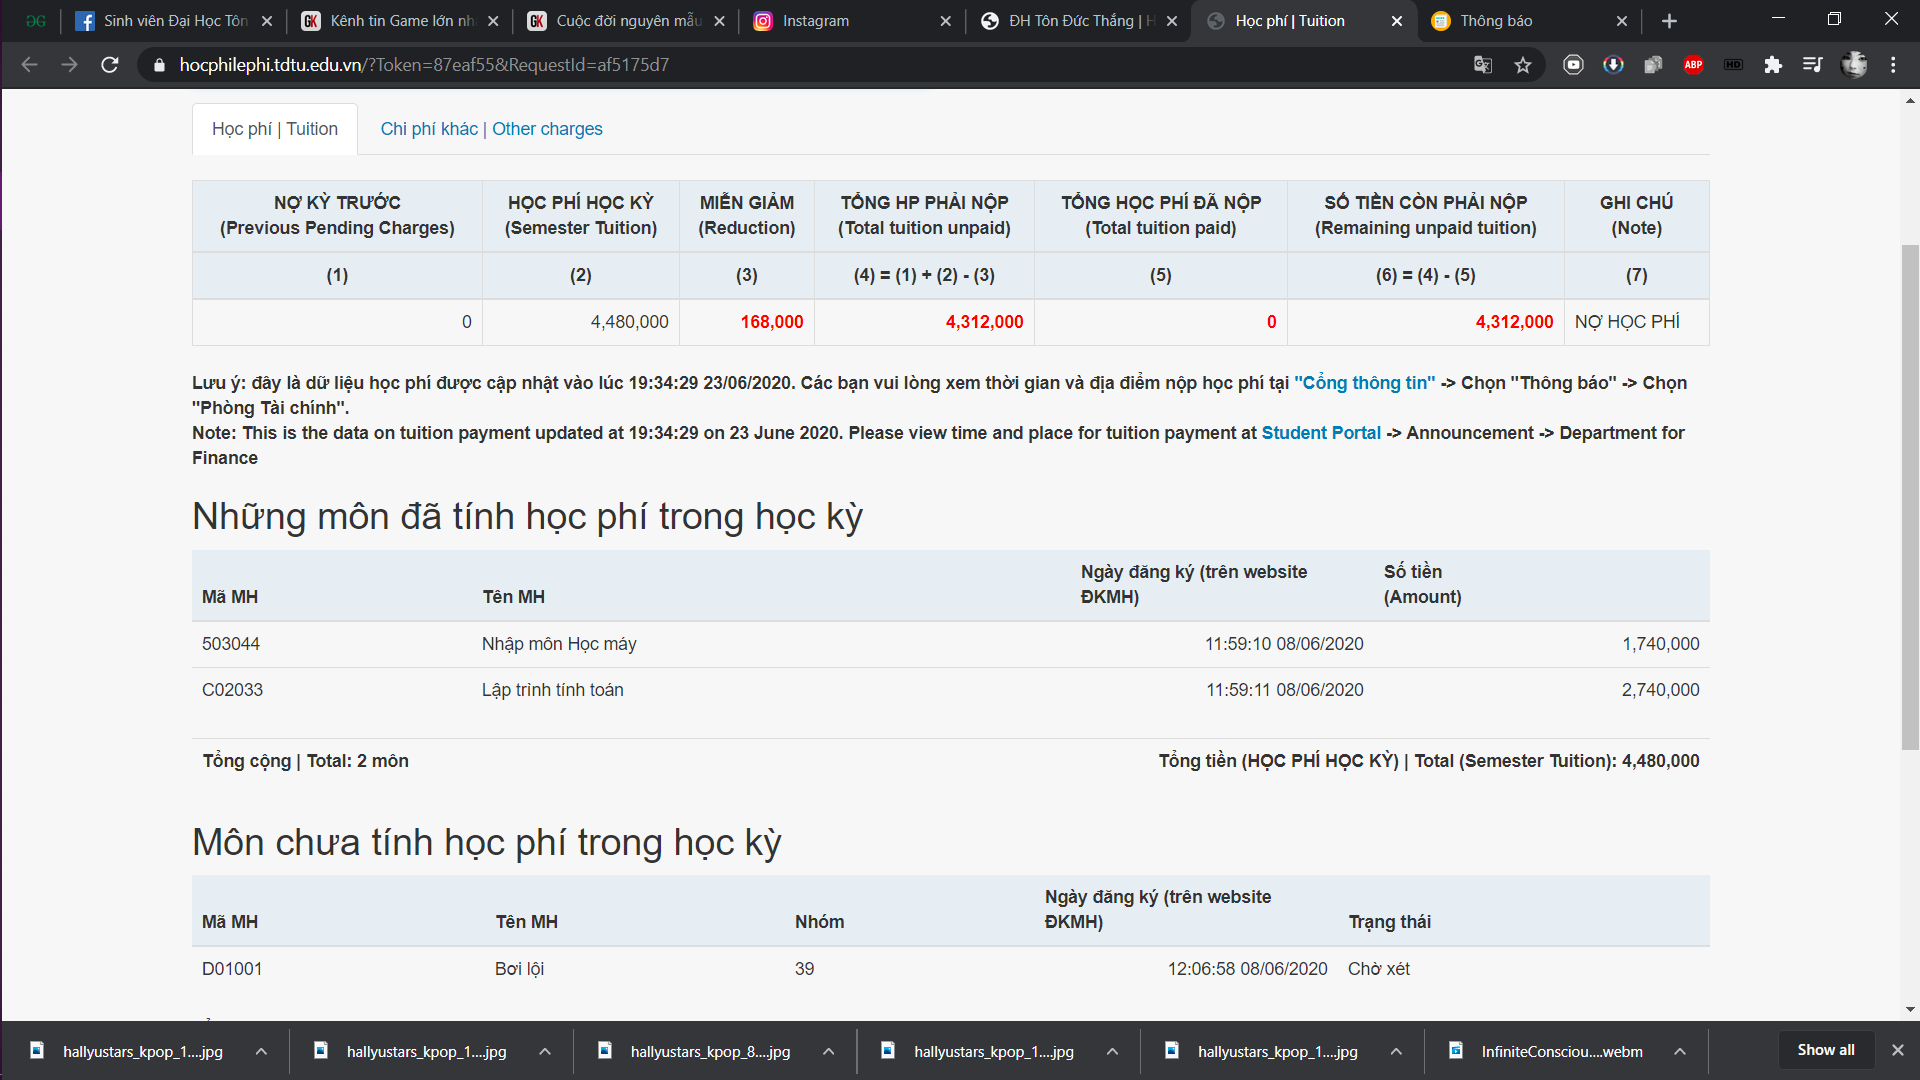 Sinh viên Đại Học Tôn
Kênh tin Game lớn nh
Cuộc đời nguyên mẫu
Instagram
ĐH Tôn Đức Thắng | H
Học phí | Tuition
Thông báo
hocphilephi.tdtu.edu.vn/?Token=87eaf55&RequestId=af5175d7
Học phí | Tuition
Chi phí khác | Other charges
NỢ KỲ TRƯỚC
(Previous Pending Charges)
HỌC PHÍ HỌC KỲ
(Semester Tuition)
MIỄN GIẢM
(Reduction)
TỔNG HP PHẢI NỘP
(Total tuition unpaid)
TỔNG HỌC PHÍ ĐÃ NỘP
(Total tuition paid)
SỐ TIỀN CÒN PHẢI NỘP
(Remaining unpaid tuition)
GHI CHÚ
(Note)
(1) (2) (3) (4) = (1) + (2) - (3) (5) (6) = (4) - (5) (7)
0 4,480,000 168,000 4,312,000 0 4,312,000 NỢ HỌC PHÍ
Lưu ý: đây là dữ liệu học phí được cập nhật vào lúc 19:34:29 23/06/2020. Các bạn vui lòng xem thời gian và địa điểm nộp học phí tại "Cổng thông tin" -> Chọn "Thông báo" -> Chọn
"Phòng Tài chính".
Note: This is the data on tuition payment updated at 19:34:29 on 23 June 2020. Please view time and place for tuition payment at Student Portal -> Announcement -> Department for
Finance
Những môn đã tính học phí trong học kỳ
Mã MH
Tên MH
Ngày đăng ký (trên website
ĐKMH)
Số tiền
(Amount)
503044 Nhập môn Học máy 11:59:10 08/06/2020 1,740,000
C02033 Lập trình tính toán 11:59:11 08/06/2020 2,740,000
Tổng cộng | Total: 2 môn Tổng tiền (HỌC PHÍ HỌC KỲ) | Total (Semester Tuition): 4,480,000
Môn chưa tính học phí trong học kỳ
Mã MH
Tên MH
Nhóm
Ngày đăng ký (trên website
ĐKMH)
Trạng thái
D01001 Bơi lội 39 12:06:58 08/06/2020 Chờ xét
hallyustars_kpop_1....jpg
hallyustars_kpop_1....jpg
hallyustars_kpop_8....jpg
hallyustars_kpop_1....jpg
hallyustars_kpop_1....jpg
InfiniteConsciou....webm
Show all